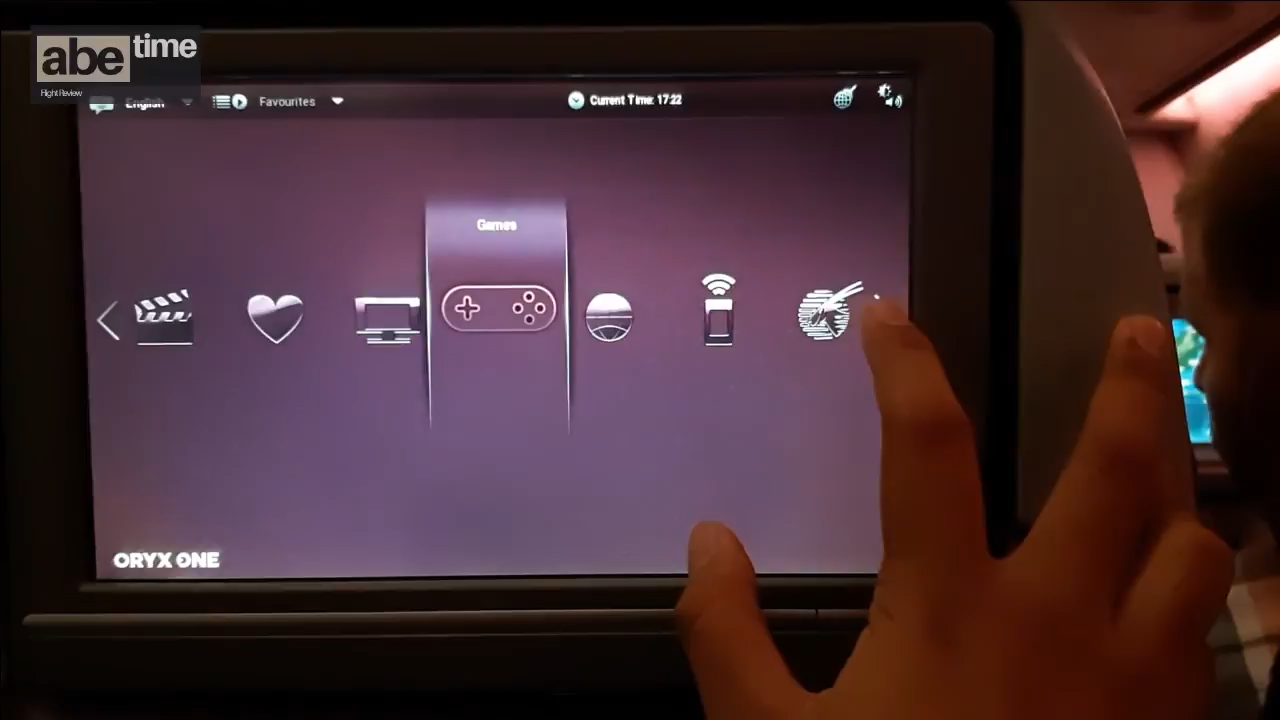 abe time
Flight Review
English
Favourites
Current Time: 17:22
Games
ORYX ONE